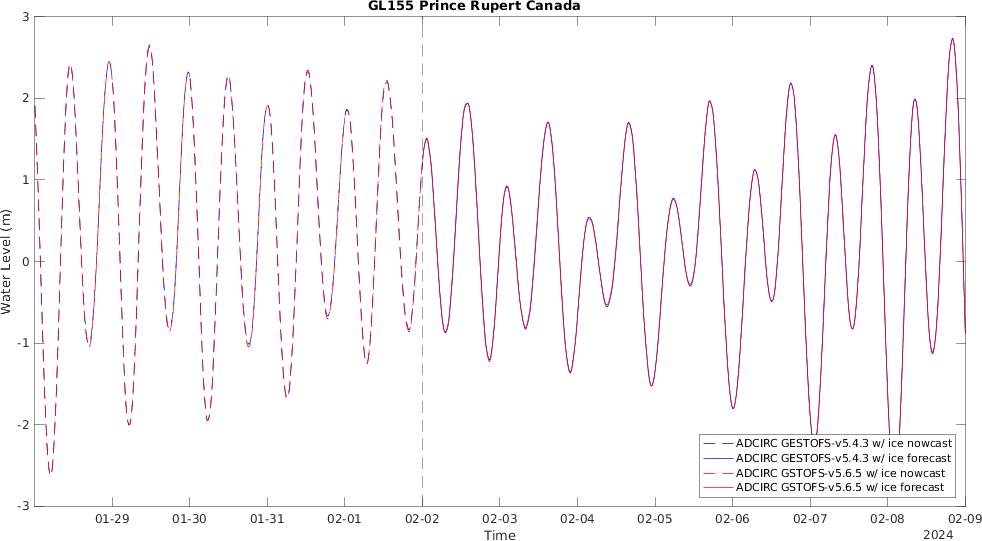 GL155 Prince Rupert Canada
3
2
1
0
-1
-2
-3
Water Level (m)
ADCIRC GESTOFS-v5.4.3 w/ ice nowcast
ADCIRC GESTOFS-v5.4.3 w/ ice forecast
ADCIRC GSTOFS-v5.6.5 w/ ice nowcast
ADCIRC GSTOFS-v5.6.5 w/ ice forecast
01-29 01-30 01-31 02-01 02-02 02-03 02-04 02-05 02-06 02-07 02-08 02-09
Time
2024